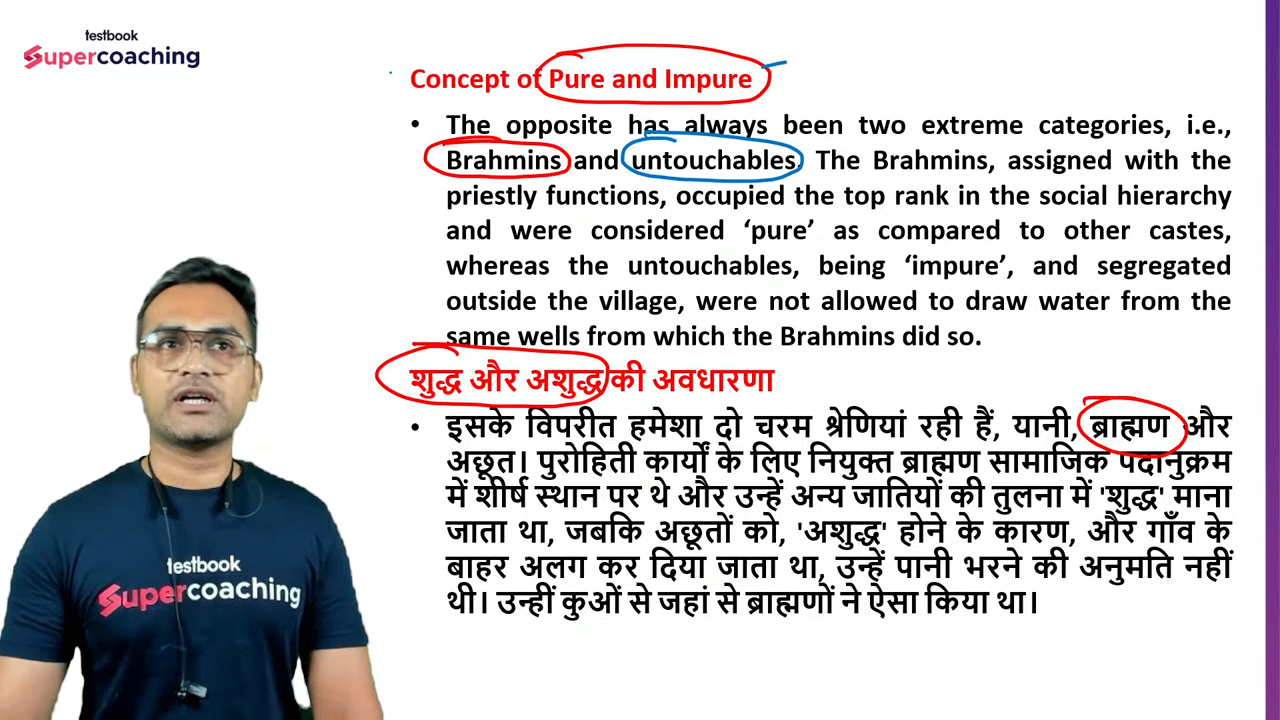 testbook
Supercoaching
Concept of Pure and Impure
• The opposite has always been two extreme categories, i.e.,
Brahmins and untouchables. The Brahmins, assigned with the
priestly functions, occupied the top rank in the social hierarchy
and were considered ‘pure’ as compared to other castes,
whereas the untouchables, being ‘impure’, and segregated
outside the village, were not allowed to draw water from the
same wells from which the Brahmins did so.
शुद्ध और अशुद्ध की अवधारणा
• इसके विपरीत हमेशा दो चरम श्रेणियां रही हैं, यानी, ब्राह्मण और
अछूत। पुरोहिती कार्यों के लिए नियुक्त ब्राह्मण सामाजिक पदानुक्रम
में शीर्ष स्थान पर थे और उन्हें अन्य जातियों की तुलना में 'शुद्ध' माना
जाता था, जबकि अछूतों को, 'अशुद्ध' होने के कारण, और गाँव के
बाहर अलग कर दिया जाता था, उन्हें पानी भरने की अनुमति नहीं
थी। उन्हीं कुओं से जहां से ब्राह्मणों ने ऐसा किया था।
testbook
Supercoaching